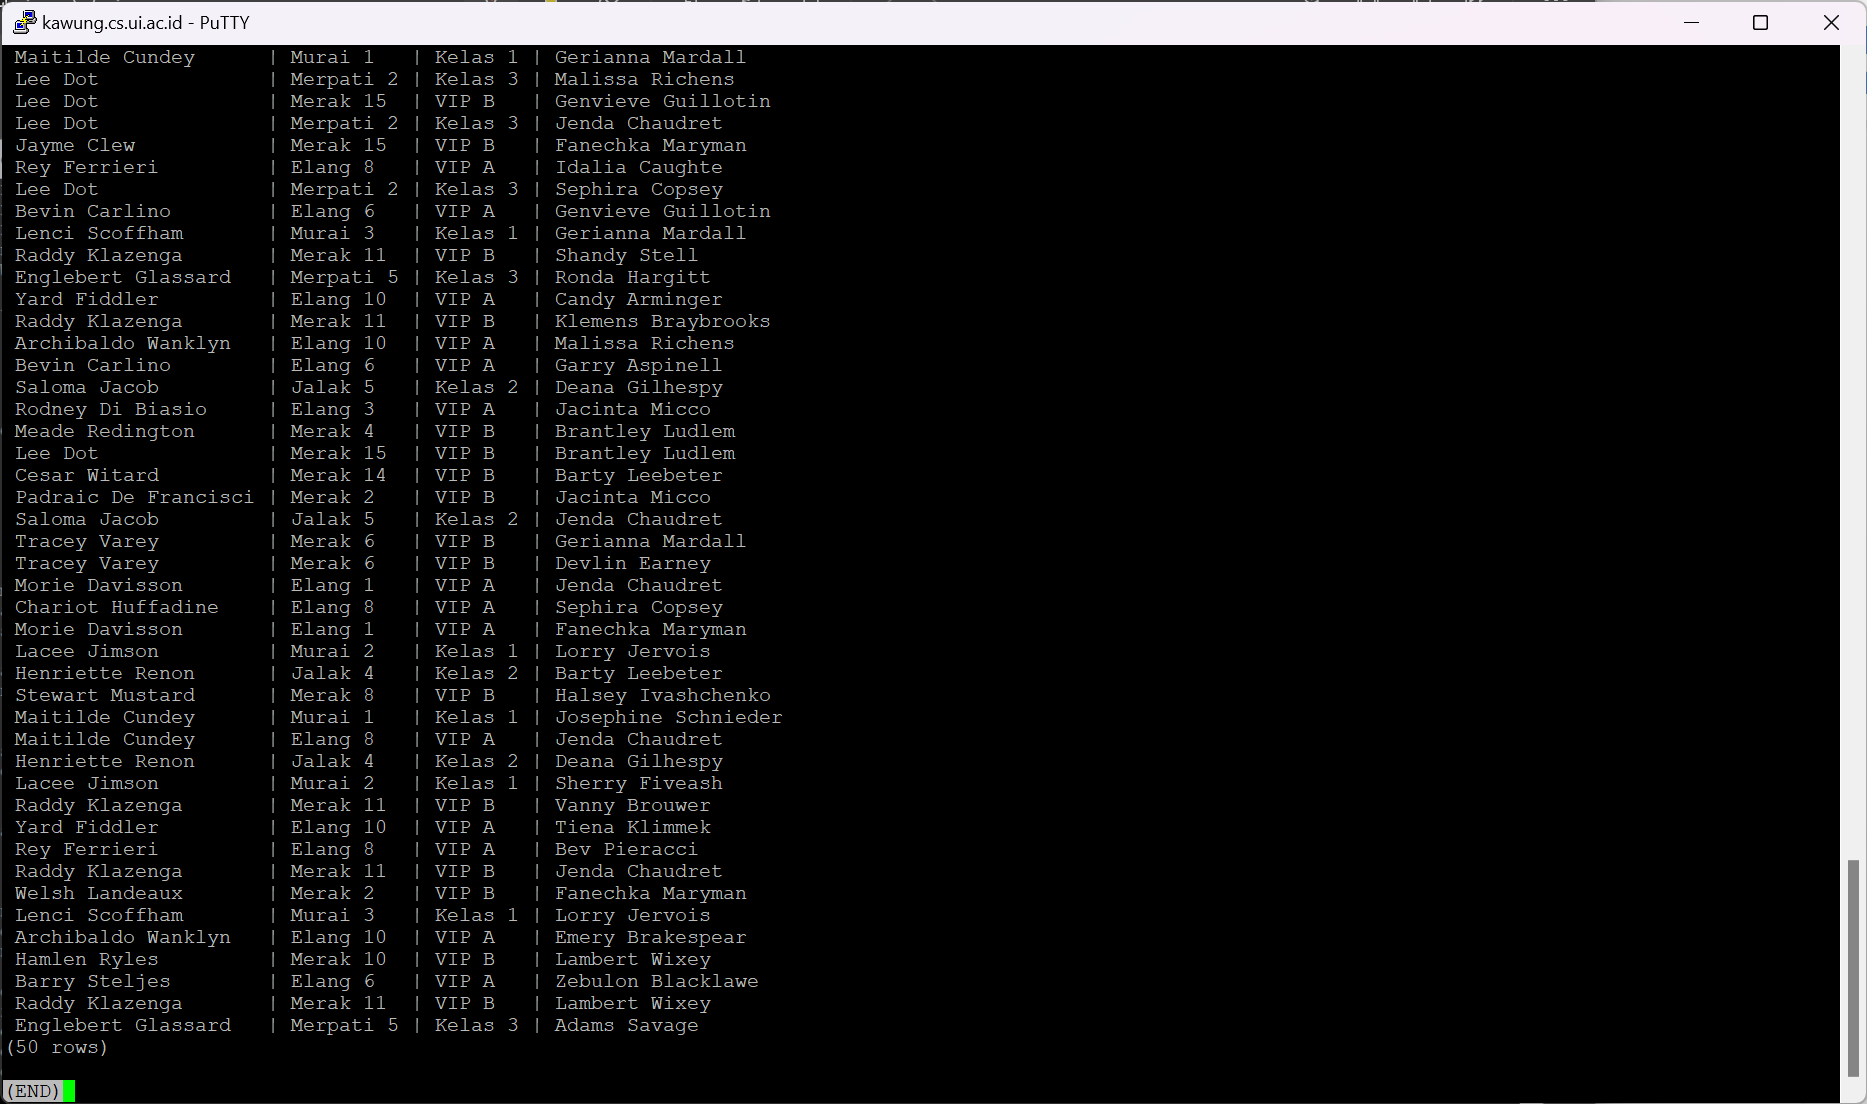 kawung.cs.ui.ac.id - PuTTY
Maitilde Cundey | Murai 1 | Kelas 1 | Gerianna Mardall
Lee Dot | Merpati 2 | Kelas 3 | Malissa Richens
Lee Dot | Merak 15 | VIP B | Genvieve Guillotin
Lee Dot | Merpati 2 | Kelas 3 | Jenda Chaudret
Jayme Clew | Merak 15 | VIP B | Fanechka Maryman
Rey Ferrieri | Elang 8 | VIP A | Idalia Caughte
Lee Dot | Merpati 2 | Kelas 3 | Sephira Copsey
Bevin Carlino | Elang 6 | VIP A | Genvieve Guillotin
Lenci Scoffham | Murai 3 | Kelas 1 | Gerianna Mardall
Raddy Klazenga | Merak 11 | VIP B | Shandy Stell
Englebert Glassard | Merpati 5 | Kelas 3 | Ronda Hargitt
Yard Fiddler | Elang 10 | VIP A | Candy Arminger
Raddy Klazenga | Merak 11 | VIP B | Klemens Braybrooks
Archibaldo Wanklyn | Elang 10 | VIP A | Malissa Richens
Bevin Carlino | Elang 6 | VIP A | Garry Aspinell
Saloma Jacob | Jalak 5 | Kelas 2 | Deana Gilhespy
Rodney Di Biasio | Elang 3 | VIP A | Jacinta Micco
Meade Redington | Merak 4 | VIP B | Brantley Ludlem
Lee Dot | Merak 15 | VIP B | Brantley Ludlem
Cesar Witard | Merak 14 | VIP B | Barty Leebeter
Padraic De Francisci | Merak 2 | VIP B | Jacinta Micco
Saloma Jacob | Jalak 5 | Kelas 2 | Jenda Chaudret
Tracey Varey | Merak 6 | VIP B | Gerianna Mardall
Tracey Varey | Merak 6 | VIP B | Devlin Earney
Morie Davisson | Elang 1 | VIP A | Jenda Chaudret
Chariot Huffadine | Elang 8 | VIP A | Sephira Copsey
Morie Davisson | Elang 1 | VIP A | Fanechka Maryman
Lacee Jimson | Murai 2 | Kelas 1 | Lorry Jervois
Henriette Renon | Jalak 4 | Kelas 2 | Barty Leebeter
Stewart Mustard | Merak 8 | VIP B | Halsey Ivashchenko
Maitilde Cundey | Murai 1 | Kelas 1 | Josephine Schnieder
Maitilde Cundey | Elang 8 | VIP A | Jenda Chaudret
Henriette Renon | Jalak 4 | Kelas 2 | Deana Gilhespy
Lacee Jimson | Murai 2 | Kelas 1 | Sherry Fiveash
Raddy Klazenga | Merak 11 | VIP B | Vanny Brouwer
Yard Fiddler | Elang 10 | VIP A | Tiena Klimmek
Rey Ferrieri | Elang 8 | VIP A | Bev Pieracci
Raddy Klazenga | Merak 11 | VIP B | Jenda Chaudret
Welsh Landeaux | Merak 2 | VIP B | Fanechka Maryman
Lenci Scoffham | Murai 3 | Kelas 1 | Lorry Jervois
Archibaldo Wanklyn | Elang 10 | VIP A | Emery Brakespear
Hamlen Ryles | Merak 10 | VIP B | Lambert Wixey
Barry Steljes | Elang 6 | VIP A | Zebulon Blacklawe
Raddy Klazenga | Merak 11 | VIP B | Lambert Wixey
Englebert Glassard | Merpati 5 | Kelas 3 | Adams Savage
(50 rows)
(END)